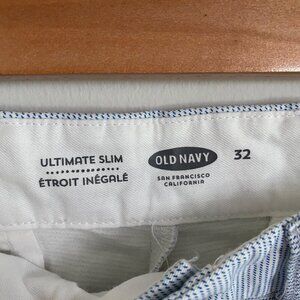 ULTIMATE SLIM
ÉTROIT INÉGALÉ
OLD NAVY
SAN FRANCISCO
CALIFORNIA
32